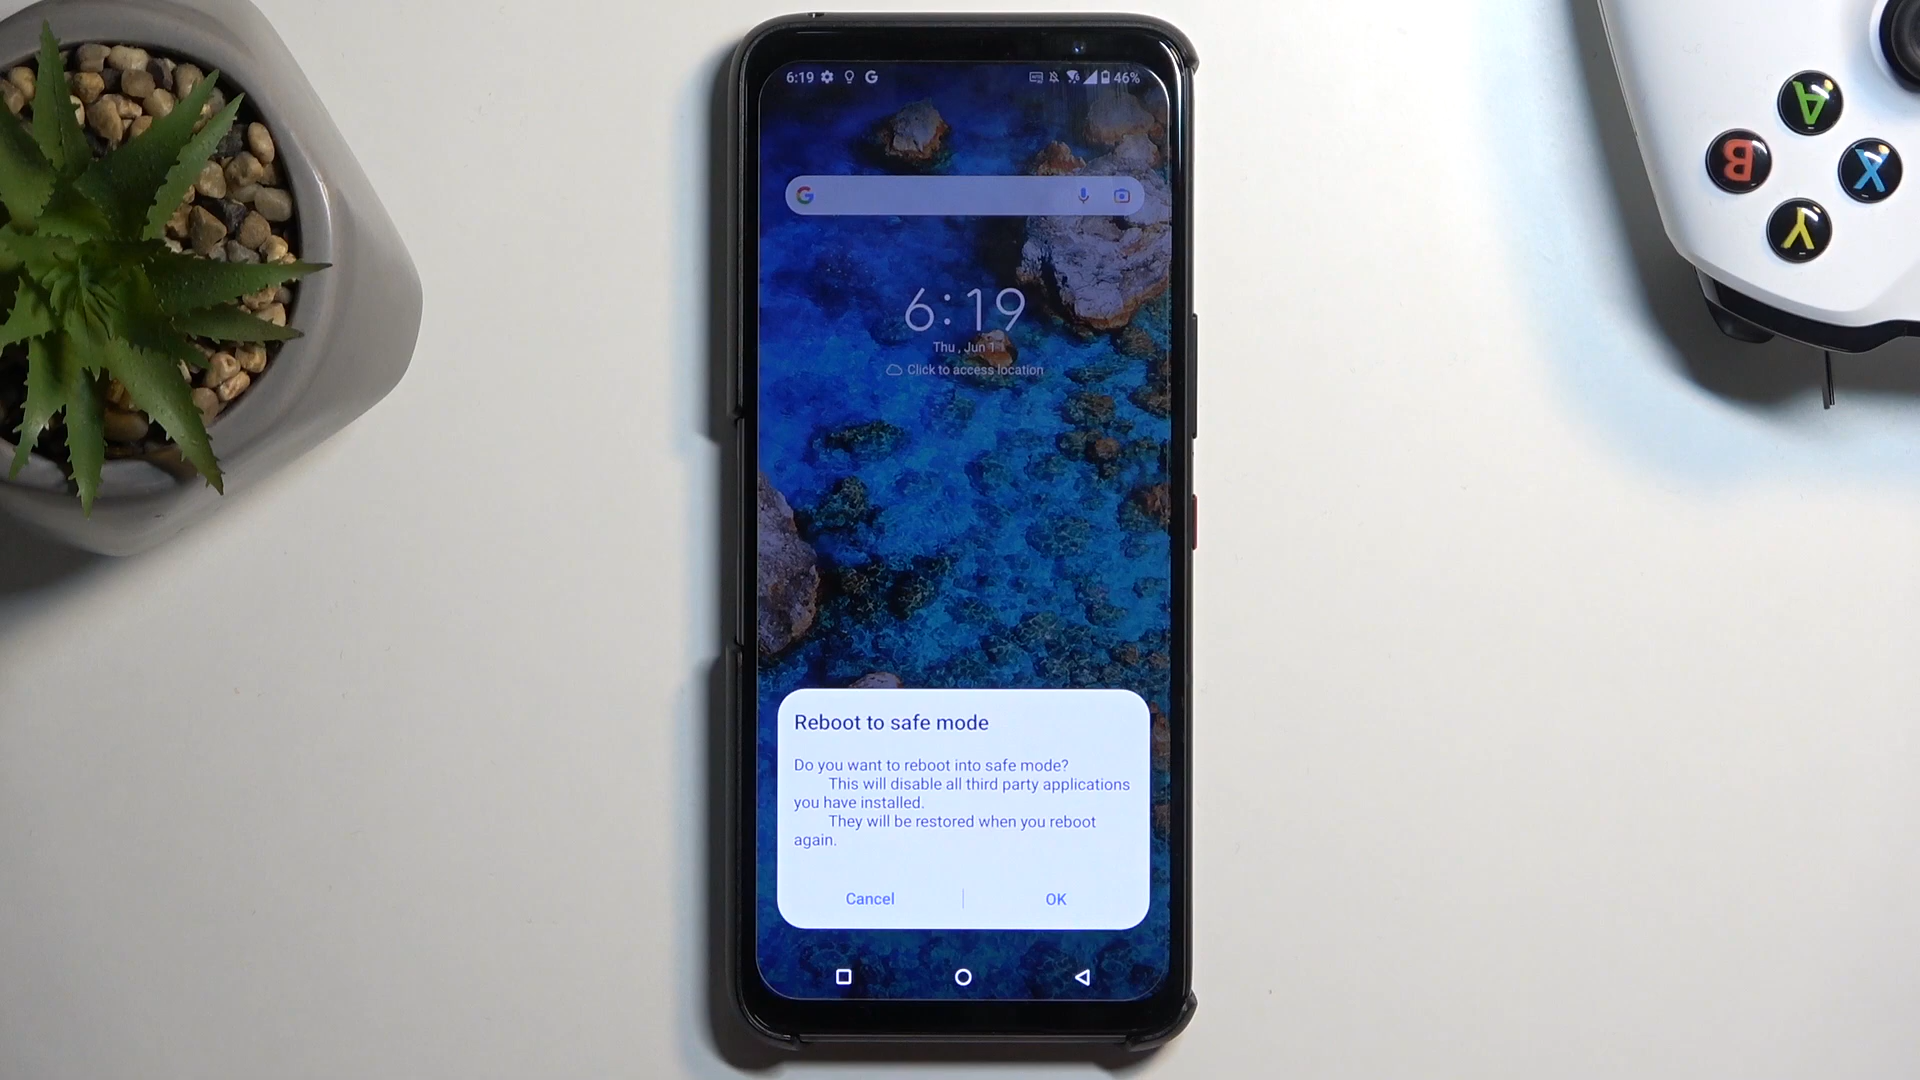 6:19 G 46%
G
6:19
Thu, Jun 1
Click to access location
Reboot to safe mode
Do you want to reboot into safe mode?
This will disable all third party applications
you have installed.
They will be restored when you reboot
again.
Cancel | OK
A
B
X
Y